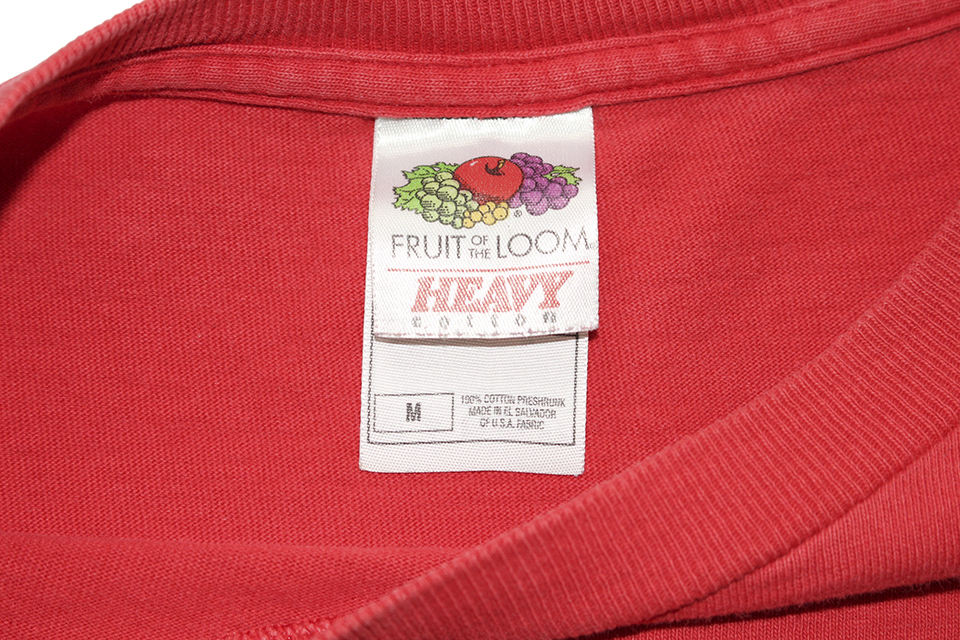 ®
FRUIT OF THE LOOM®
HEAVY
COTTON
M
100% COTTON PRESHRUNK
MADE IN EL SALVADOR
OF U.S.A. FABRIC